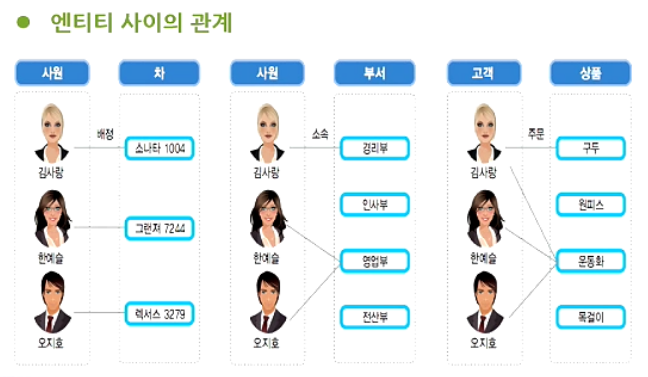 ● 엔티티 사이의 관계
사원 차 사원 부서 고객 상품
배정 소속 주문
소나타 1004 경리부 구두
김사랑 김사랑 김사랑
인사부 원피스
그랜져 7244
한예슬 영업부 한예슬 운동화
한예슬
렉서스 3279 전산부 목걸이
오지호 오지호 오지호